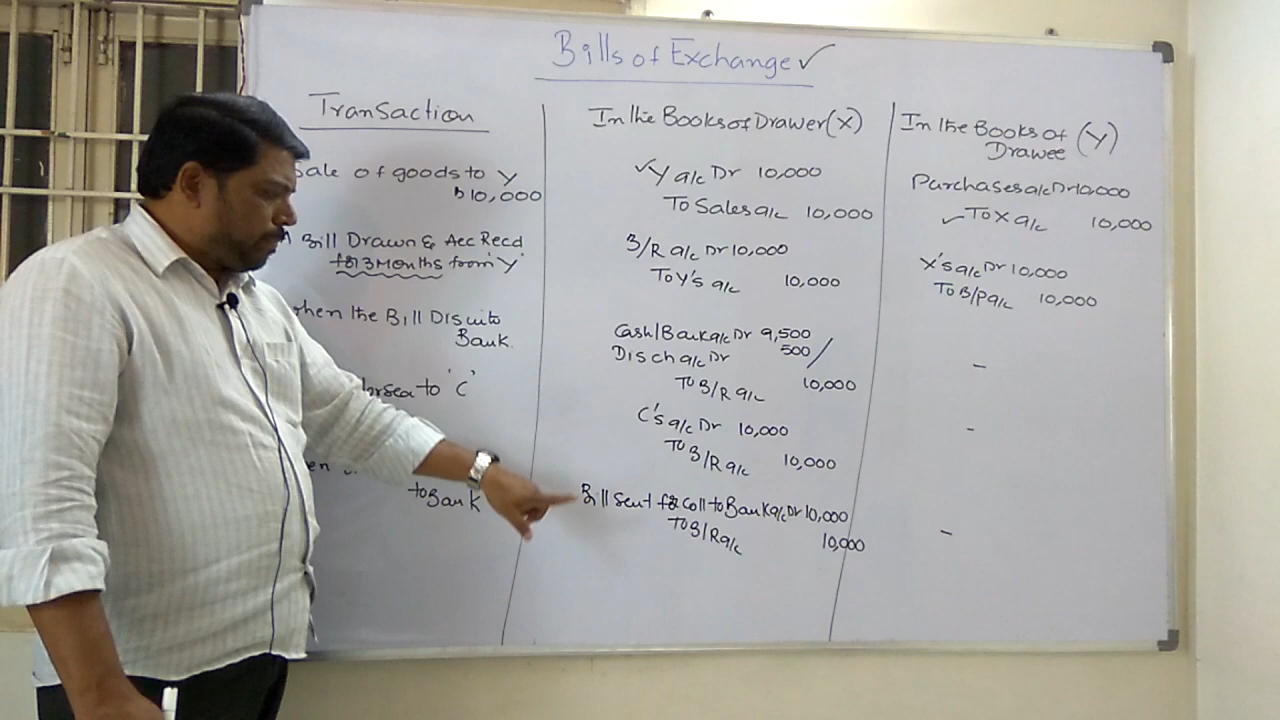 Bills of Exchange ✓
Transaction
Sale of goods to Y
10,000
Bill Drawn & Acc Recd
for 3 Months from 'Y'
when the Bill Dis
Bank.
to 'C'
to Bank
In the Books of Drawer (X)
✓ Y a/c Dr 10,000
To Sales a/c 10,000
B/R a/c Dr 10,000
To Y's a/c 10,000
Cash/Bank a/c Dr 9,500
Disch a/c Dr 500/
To B/R a/c 10,000
C's a/c Dr 10,000
To B/R a/c 10,000
Bill Sent for Coll to Bank a/c Dr 10,000
To B/R a/c 10,000
In the Books of (Y)
Drawee
Purchases a/c Dr 10,000
✓ To X a/c 10,000
X's a/c Dr 10,000
To B/P a/c 10,000
-
-
-